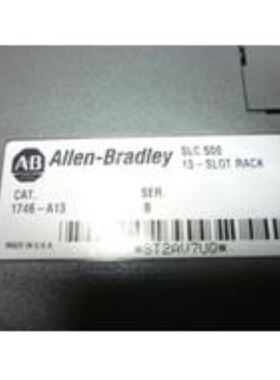 AB Allen-Bradley SLC 500
13-SLOT RACK
CAT. SER.
1746-A13 B
MADE IN U.S.A.